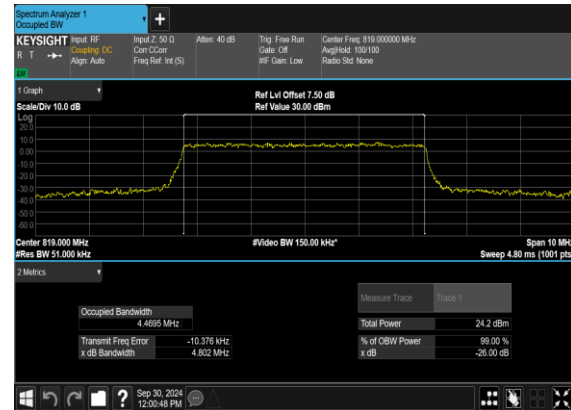 Spectrum Analyzer 1
Occupied BW
+
KEYSIGHT Input: RF Input Z: 50 Ω Atten: 40 dB Trig: Free Run Center Freq: 819.000000 MHz
R T Coupling: DC Corr CCorr Gate: Off Avg|Hold: 100/100
Align: Auto Freq Ref: Int (S) #IF Gain: Low Radio Std: None
1 Graph
Ref Lvl Offset 7.50 dB
Scale/Div 10.0 dB Ref Value 30.00 dBm
Log
20.0
10.0
0.00
-10.0
-20.0
-30.0
-40.0
-50.0
-60.0
Center 819.000 MHz #Video BW 150.00 kHz* Span 10 MHz
#Res BW 51.000 kHz Sweep 4.80 ms (1001 pts)
2 Metrics
Measure Trace Trace 1
Occupied Bandwidth
4.4695 MHz Total Power 24.2 dBm
Transmit Freq Error -10.376 kHz % of OBW Power 99.00 %
x dB Bandwidth 4.802 MHz x dB -26.00 dB
? Sep 30, 2024
12:00:48 PM